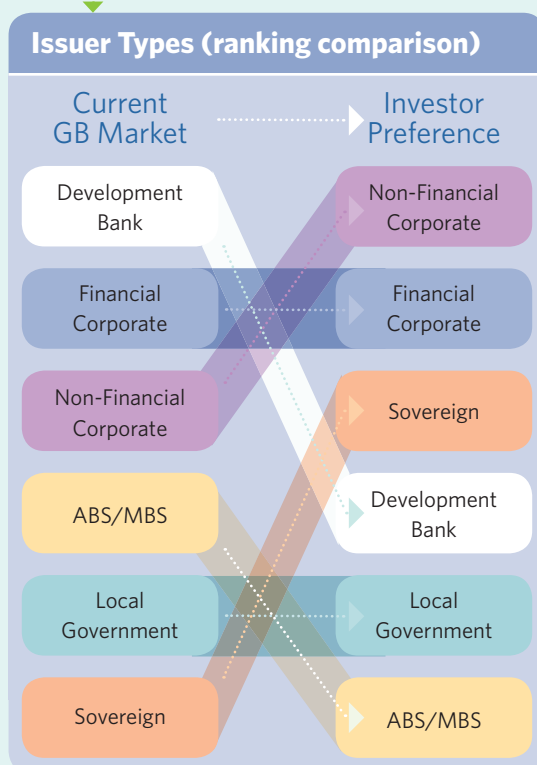 Issuer Types (ranking comparison)
Current
GB Market
Investor
Preference
Development
Bank
Non-Financial
Corporate
Financial
Corporate
Financial
Corporate
Non-Financial
Corporate
Sovereign
ABS/MBS
Development
Bank
Local
Government
Local
Government
Sovereign
ABS/MBS